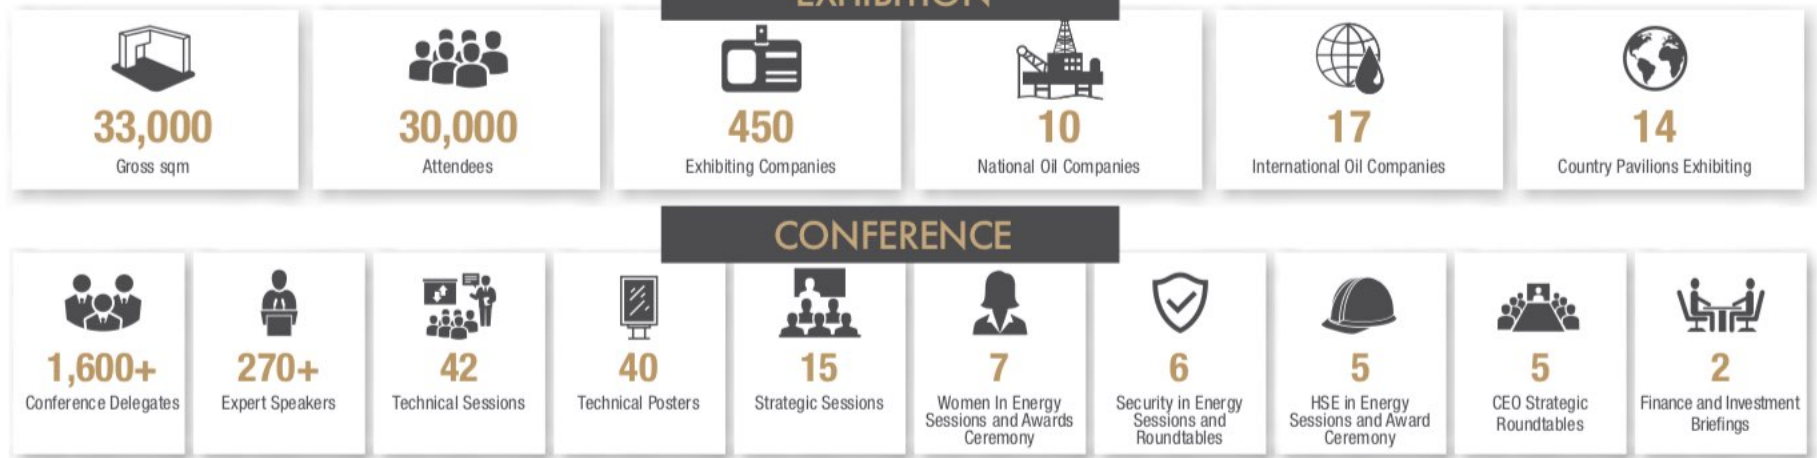 EXHIBITION
33,000
Gross sqm
30,000
Attendees
450
Exhibiting Companies
10
National Oil Companies
17
International Oil Companies
14
Country Pavilions Exhibiting
CONFERENCE
1,600+
Conference Delegates
270+
Expert Speakers
42
Technical Sessions
40
Technical Posters
15
Strategic Sessions
7
Women In Energy
Sessions and Awards
Ceremony
6
Security in Energy
Sessions and
Roundtables
5
HSE in Energy
Sessions and Award
Ceremony
5
CEO Strategic
Roundtables
2
Finance and Investment
Briefings